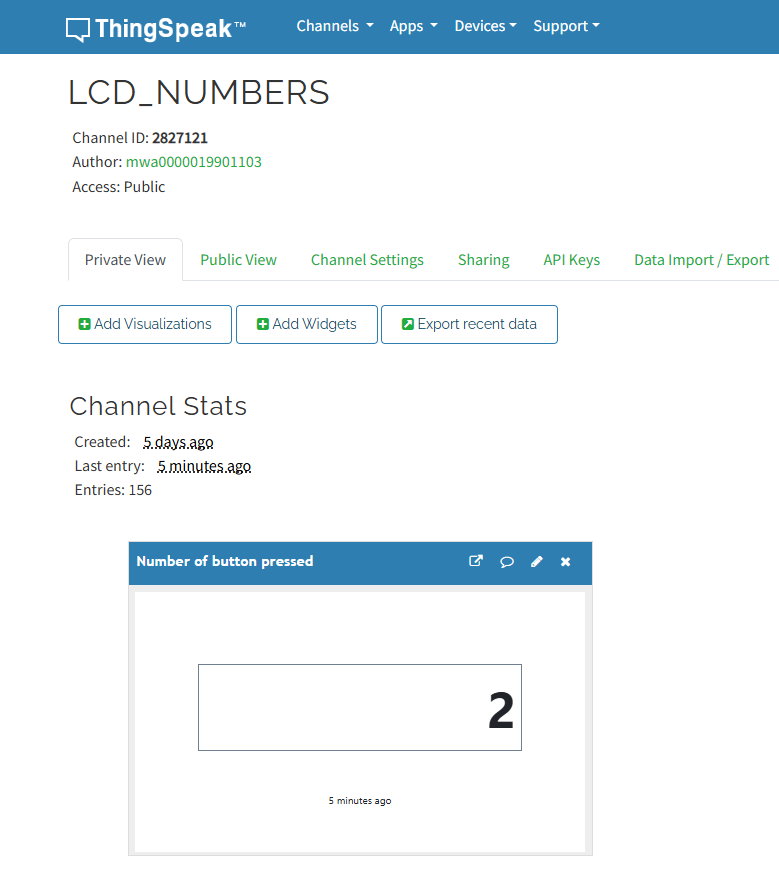 ThingSpeak™ Channels Apps Devices Support
LCD_NUMBERS
Channel ID: 2827121
Author: mwa0000019901103
Access: Public
Private View Public View Channel Settings Sharing API Keys Data Import / Export
Add Visualizations Add Widgets Export recent data
Channel Stats
Created: 5 days ago
Last entry: 5 minutes ago
Entries: 156
Number of button pressed
2
5 minutes ago